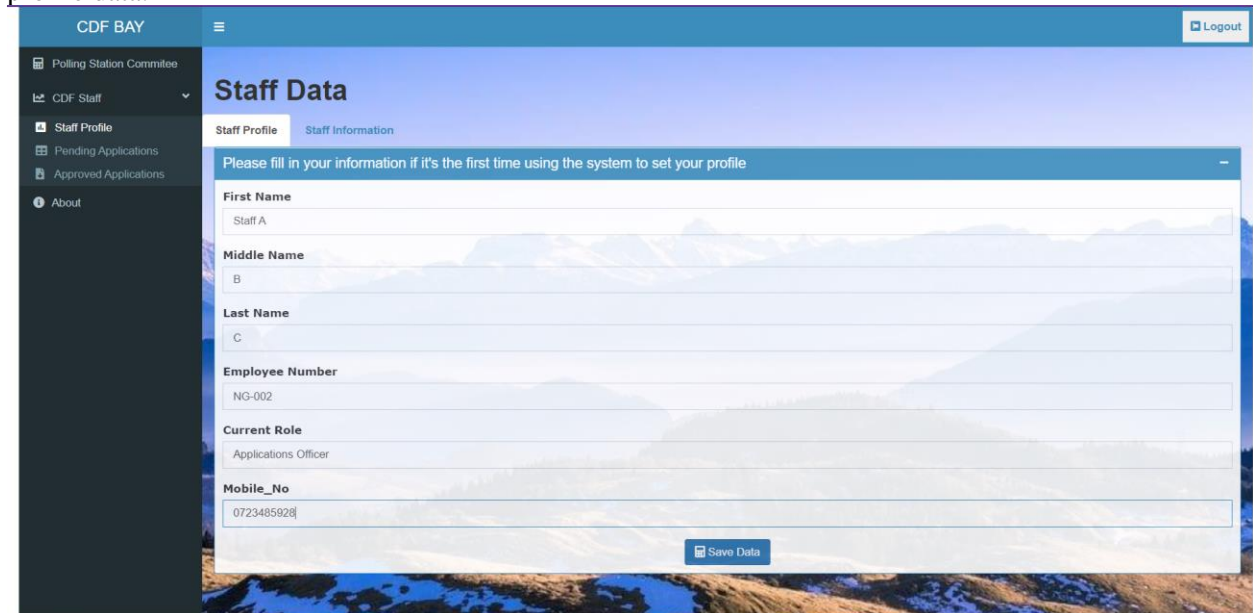 CDF BAY
Logout
Polling Station Commitee
CDF Staff
Staff Profile
Pending Applications
Approved Applications
About
Staff Data
Staff Profile Staff Information
Please fill in your information if it's the first time using the system to set your profile
First Name
Staff A
Middle Name
B
Last Name
C
Employee Number
NG-002
Current Role
Applications Officer
Mobile_No
0723485928
Save Data